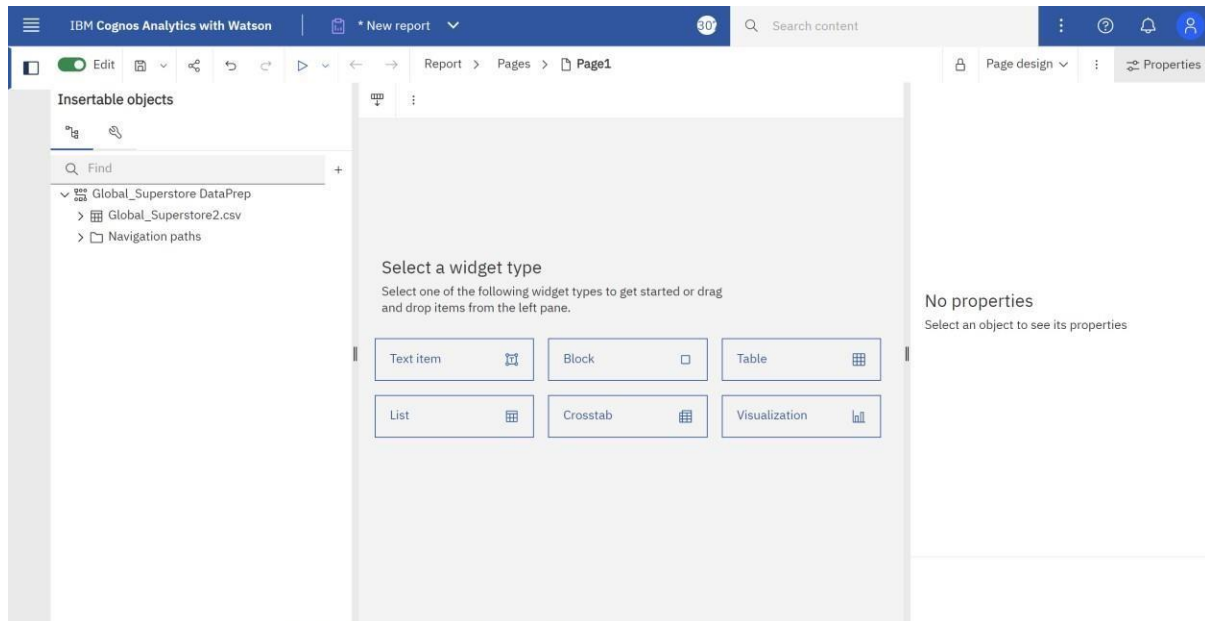 IBM Cognos Analytics with Watson
* New report
30
Search content
Edit
Report > Pages > Page1
Page design
Properties
Insertable objects
Find
+
Global_Superstore DataPrep
> Global_Superstore2.csv
> Navigation paths
Select a widget type
Select one of the following widget types to get started or drag
and drop items from the left pane.
Text item
Block
Table
List
Crosstab
Visualization
No properties
Select an object to see its properties